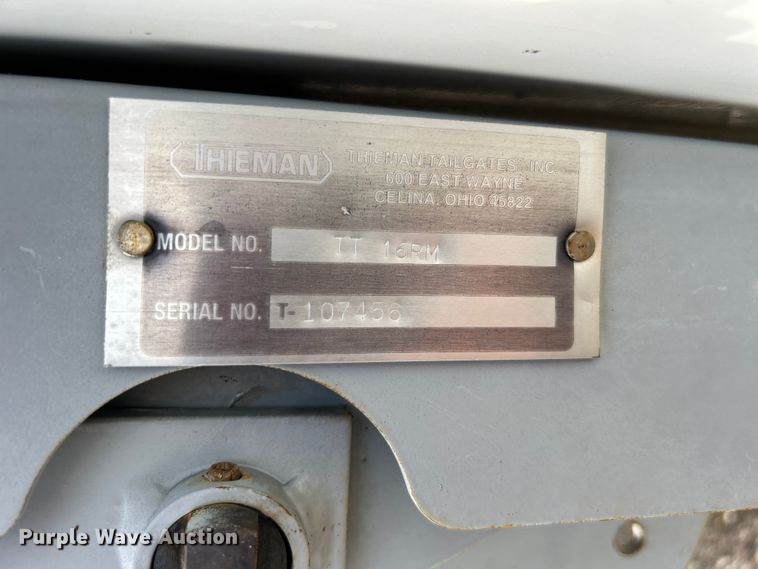 THIEMAN
THIEMAN TAILGATES, INC.
600 EAST WAYNE
CELINA, OHIO 45822
MODEL NO. TT 16RM
SERIAL NO. T-107456
Purple Wave Auction